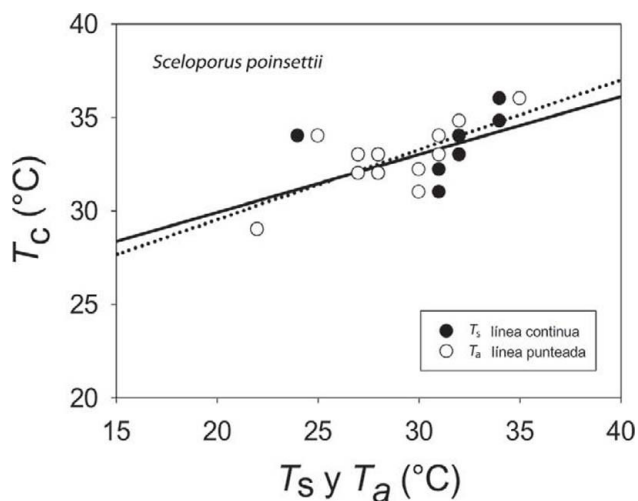 40
Sceloporus poinsettii
35
30
25
20
Tc (°C)
Ts línea continua
Ta línea punteada
15 20 25 30 35 40
Ts y Ta (°C)